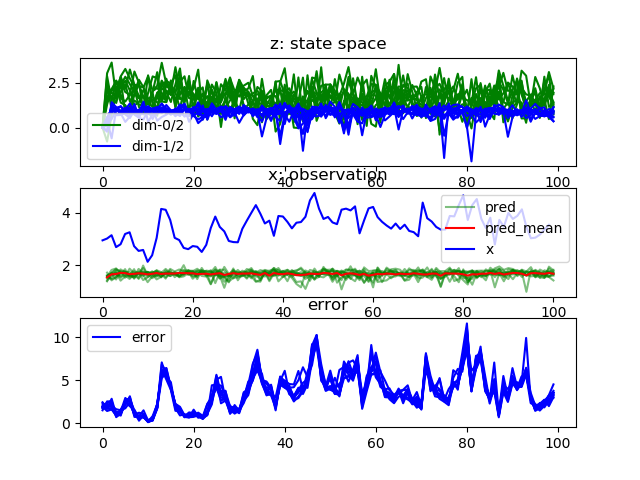 z: state space
2.5
0.0
dim-0/2
dim-1/2
0 20 40 60 80 100
x: observation
4
2
pred
pred_mean
x
0 20 40 60 80 100
error
10
5
0
error
0 20 40 60 80 100